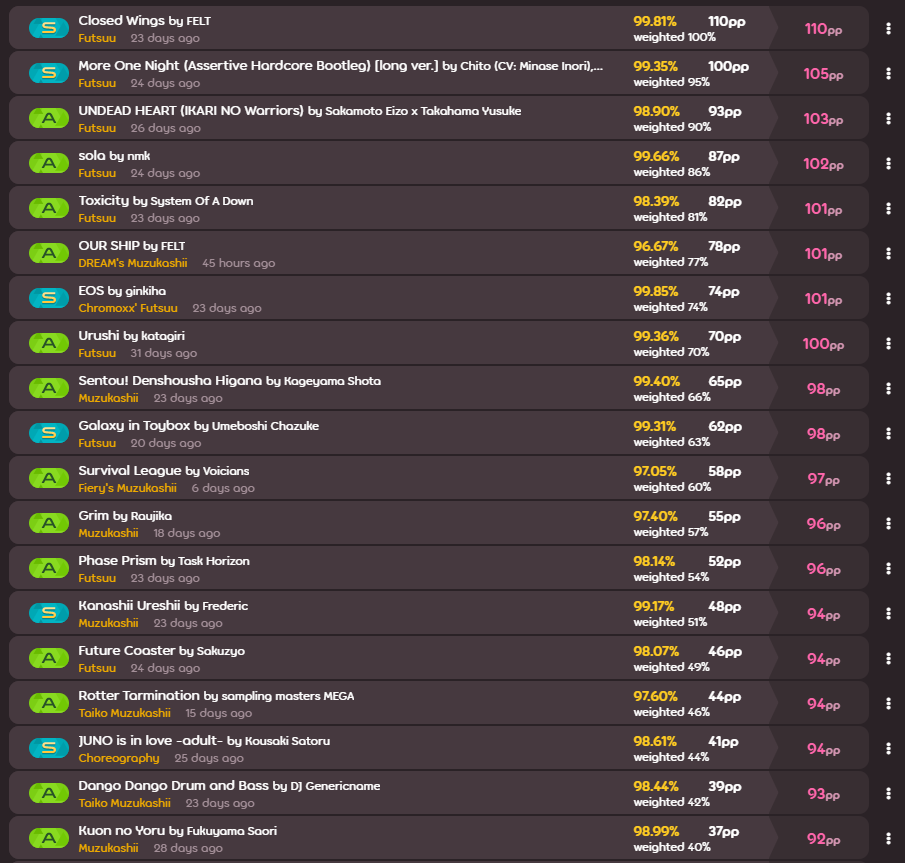 S Closed Wings by FELT 99.81% 110pp 110pp
Futsuu 23 days ago weighted 100%
S More One Night (Assertive Hardcore Bootleg) [long ver.] by Chito (CV: Minase Inori),... 99.35% 100pp 105pp
Futsuu 24 days ago weighted 95%
A UNDEAD HEART (IKARI NO Warriors) by Sakamoto Eizo x Takahama Yusuke 98.90% 93pp 103pp
Futsuu 26 days ago weighted 90%
A sola by nmk 99.66% 87pp 102pp
Futsuu 24 days ago weighted 86%
A Toxicity by System Of A Down 98.39% 82pp 101pp
Futsuu 23 days ago weighted 81%
A OUR SHIP by FELT 96.67% 78pp 101pp
DREAM's Muzukashii 45 hours ago weighted 77%
S EOS by ginkiha 99.85% 74pp 101pp
Chromoxx' Futsuu 23 days ago weighted 74%
A Urushi by katagiri 99.36% 70pp 100pp
Futsuu 31 days ago weighted 70%
A Sentou! Denshousha Higana by Kageyama Shota 99.40% 65pp 98pp
Muzukashii 23 days ago weighted 66%
S Galaxy in Toybox by Umeboshi Chazuke 99.31% 62pp 98pp
Futsuu 20 days ago weighted 63%
A Survival League by Voicians 97.05% 58pp 97pp
Fiery's Muzukashii 6 days ago weighted 60%
A Grim by Raujika 97.40% 55pp 96pp
Muzukashii 18 days ago weighted 57%
A Phase Prism by Task Horizon 98.14% 52pp 96pp
Futsuu 23 days ago weighted 54%
S Kanashii Ureshii by Frederic 99.17% 48pp 94pp
Muzukashii 23 days ago weighted 51%
A Future Coaster by Sakuzyo 98.07% 46pp 94pp
Futsuu 24 days ago weighted 49%
A Rotter Tarmination by sampling masters MEGA 97.60% 44pp 94pp
Taiko Muzukashii 15 days ago weighted 46%
S JUNO is in love -adult- by Kousaki Satoru 98.61% 41pp 94pp
Choreography 25 days ago weighted 44%
A Dango Dango Drum and Bass by DJ Genericname 98.44% 39pp 93pp
Taiko Muzukashii 23 days ago weighted 42%
A Kuon no Yoru by Fukuyama Saori 98.99% 37pp 92pp
Muzukashii 28 days ago weighted 40%